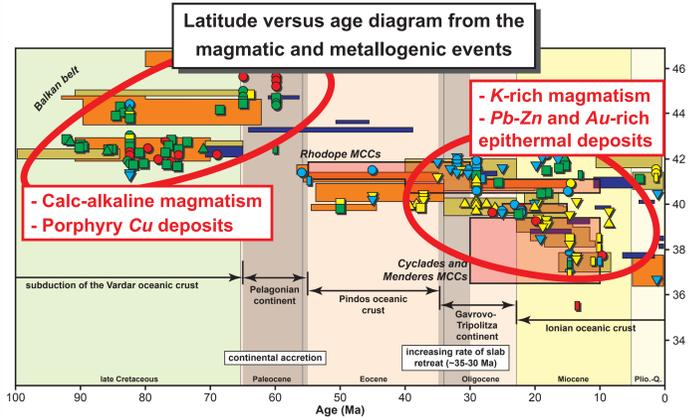 Latitude versus age diagram from the
magmatic and metallogenic events
46
44
42
40
38
36
34
Balkan belt
- K-rich magmatism
- Pb-Zn and Au-rich
epithermal deposits
Rhodope MCCs
- Calc-alkaline magmatism
- Porphyry Cu deposits
Cyclades and
Menderes MCCs
subduction of the Vardar oceanic crust
Pelagonian
continent
Pindos oceanic
crust
Gavrovo-
Tripolitza
continent
Ionian oceanic crust
continental accretion
increasing rate of slab
retreat (~35-30 Ma)
late Cretaceous
Paleocene
Eocene
Oligocene
Miocene
Plio.-Q.
100 90 80 70 60 50 40 30 20 10 0
Age (Ma)